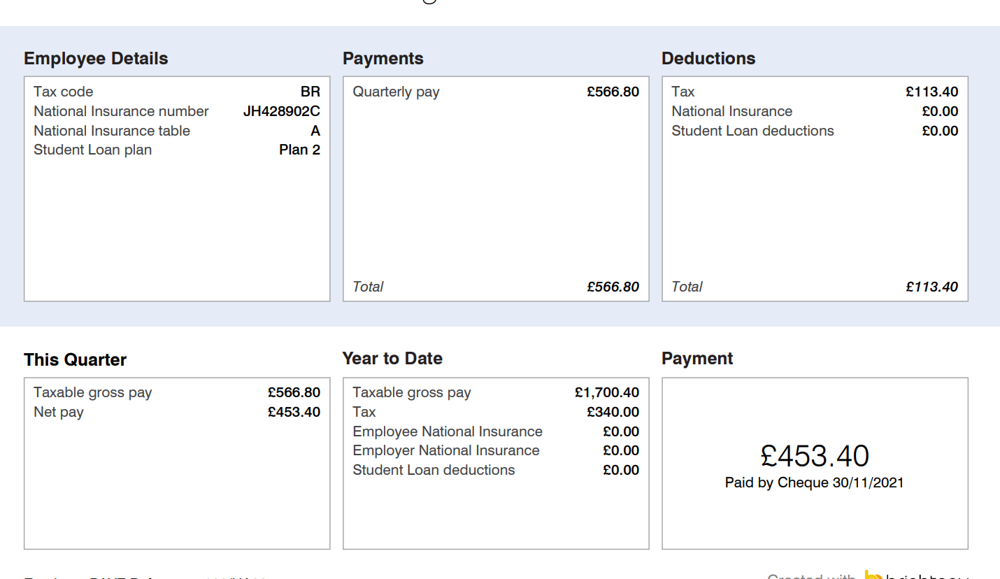 Employee Details
Tax code BR
National Insurance number JH428902C
National Insurance table A
Student Loan plan Plan 2
Payments
Quarterly pay £566.80
Total £566.80
Deductions
Tax £113.40
National Insurance £0.00
Student Loan deductions £0.00
Total £113.40
This Quarter
Taxable gross pay £566.80
Net pay £453.40
Year to Date
Taxable gross pay £1,700.40
Tax £340.00
Employee National Insurance £0.00
Employer National Insurance £0.00
Student Loan deductions £0.00
Payment
£453.40
Paid by Cheque 30/11/2021
Created with